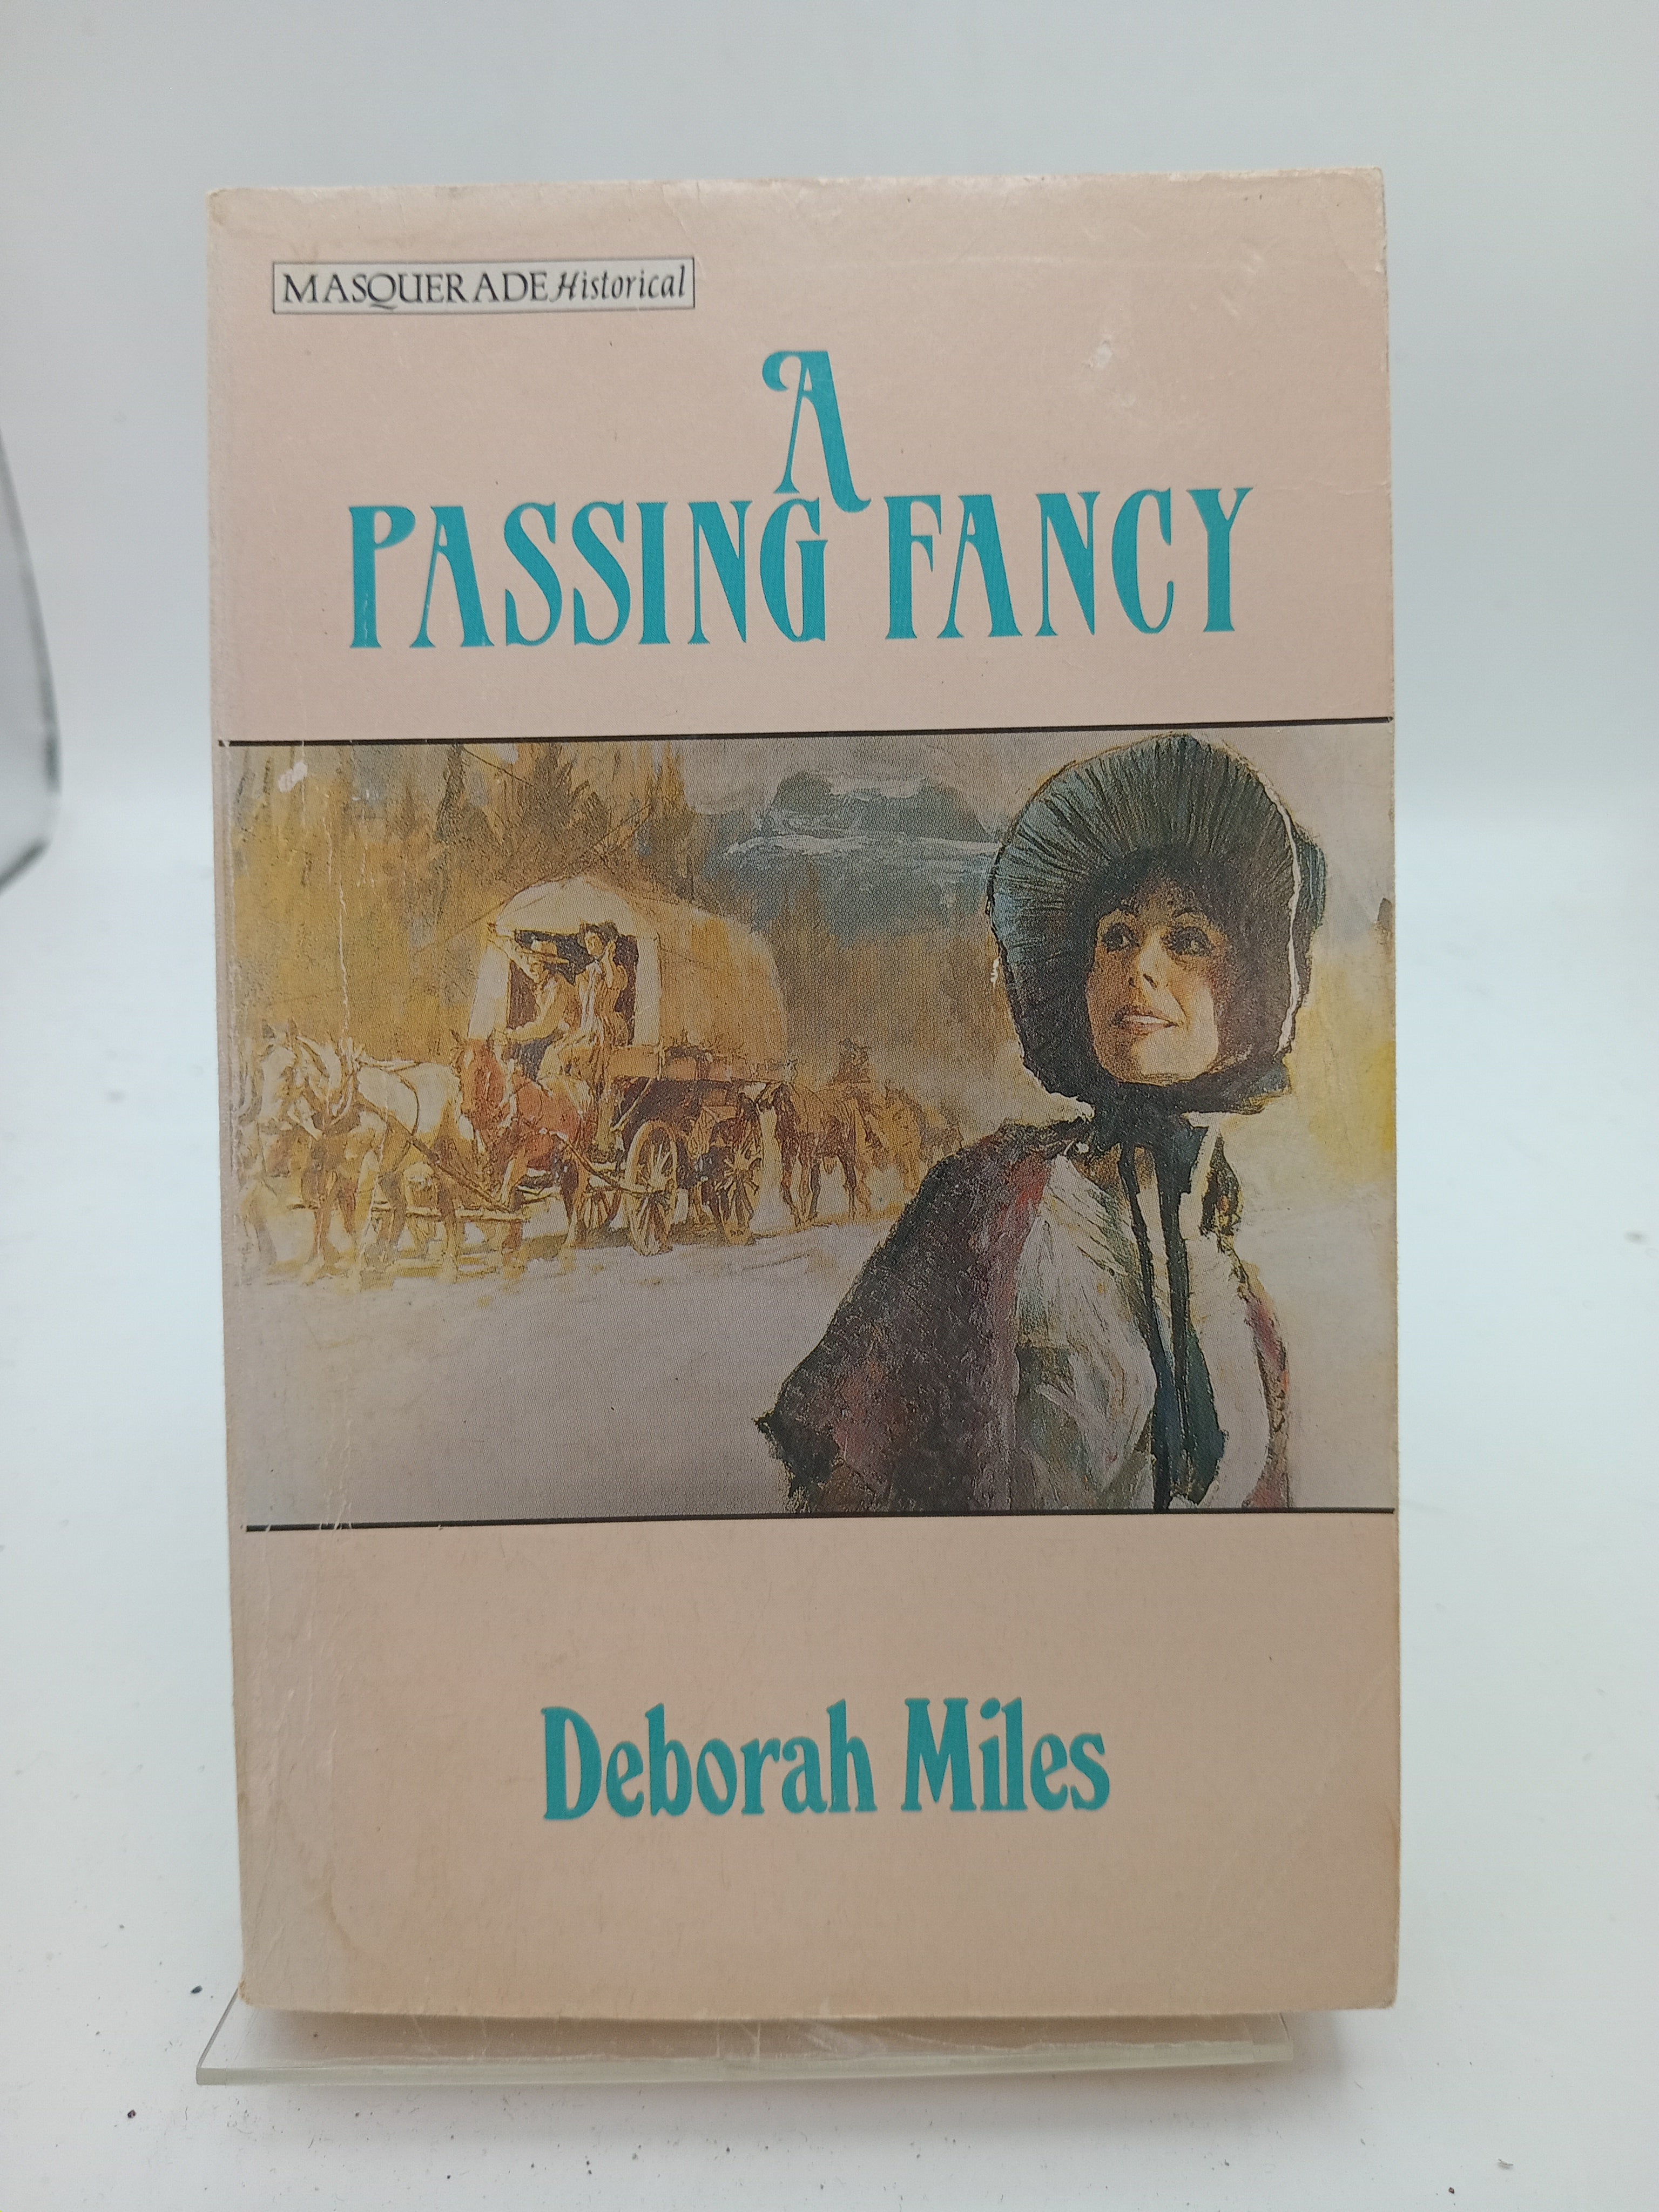 MASQUERADE Historical
A
PASSING FANCY
Deborah Miles